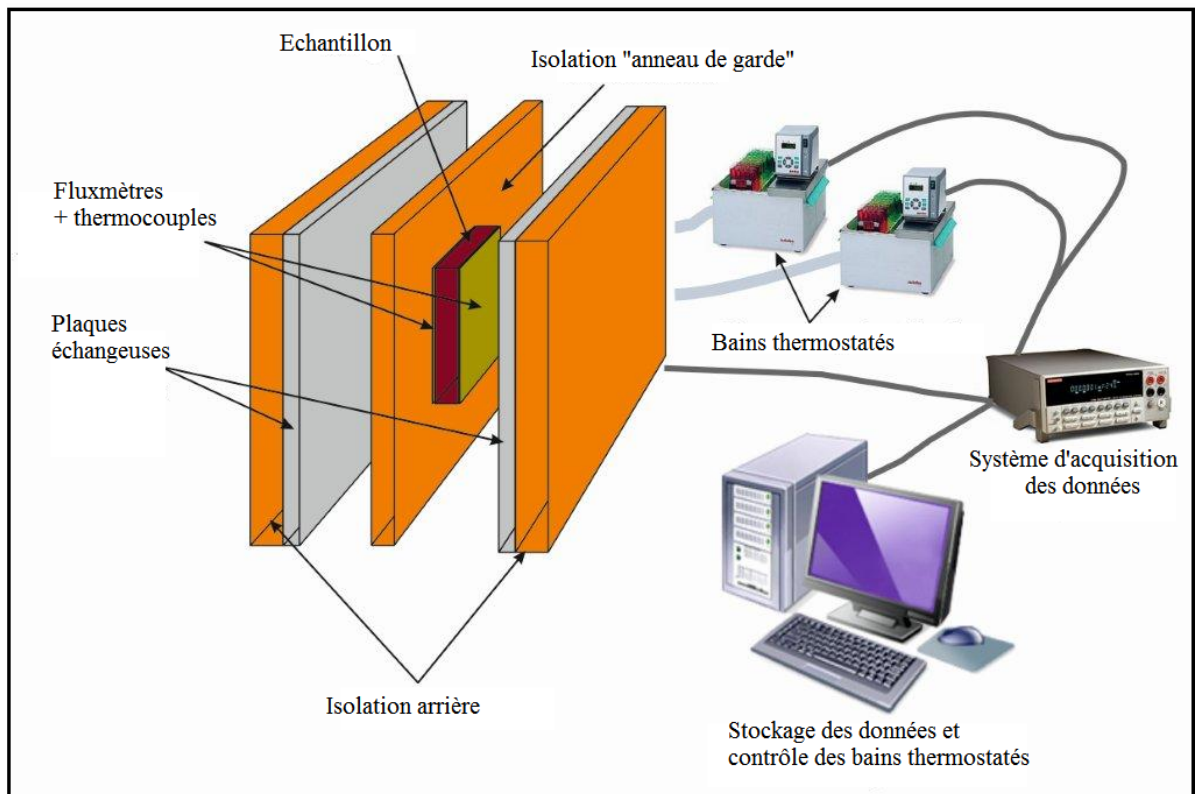 Echantillon
Isolation "anneau de garde"
Fluxmètres
+ thermocouples
Plaques
échangeuses
Bains thermostatés
Système d'acquisition
des données
Isolation arrière
Stockage des données et
contrôle des bains thermostatés